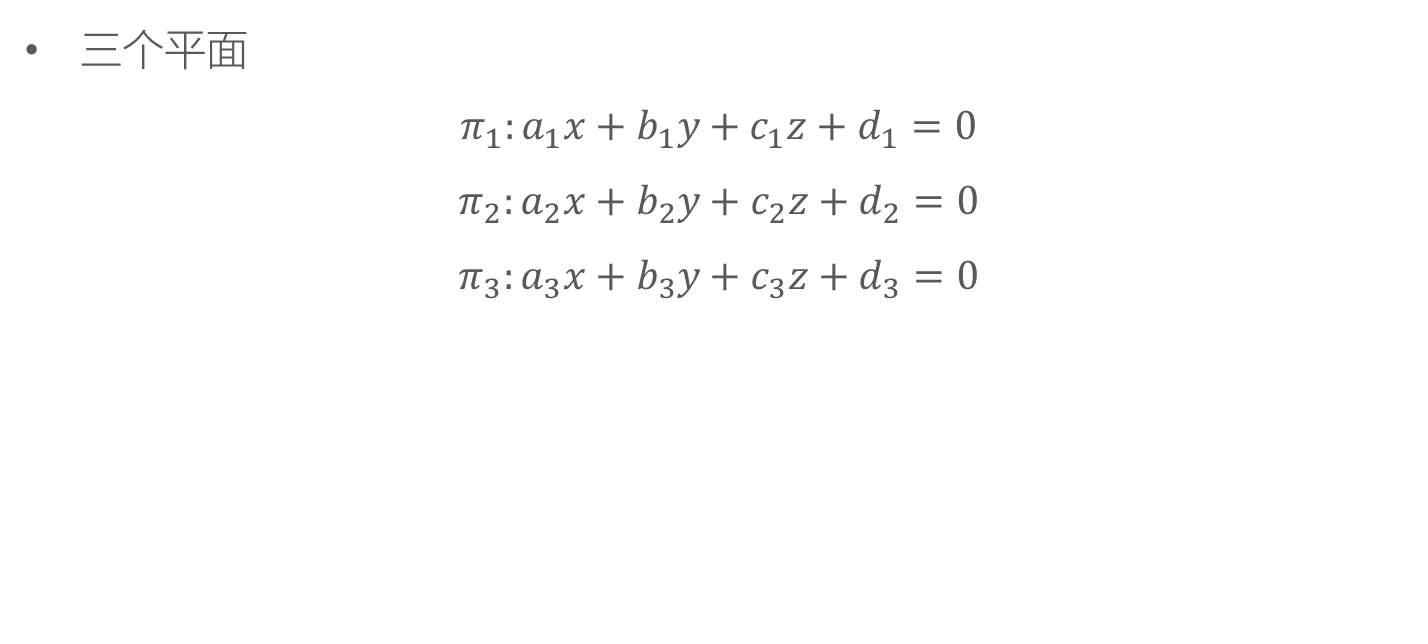 • 三个平面
π₁: a₁x + b₁y + c₁z + d₁ = 0
π₂: a₂x + b₂y + c₂z + d₂ = 0
π₃: a₃x + b₃y + c₃z + d₃ = 0